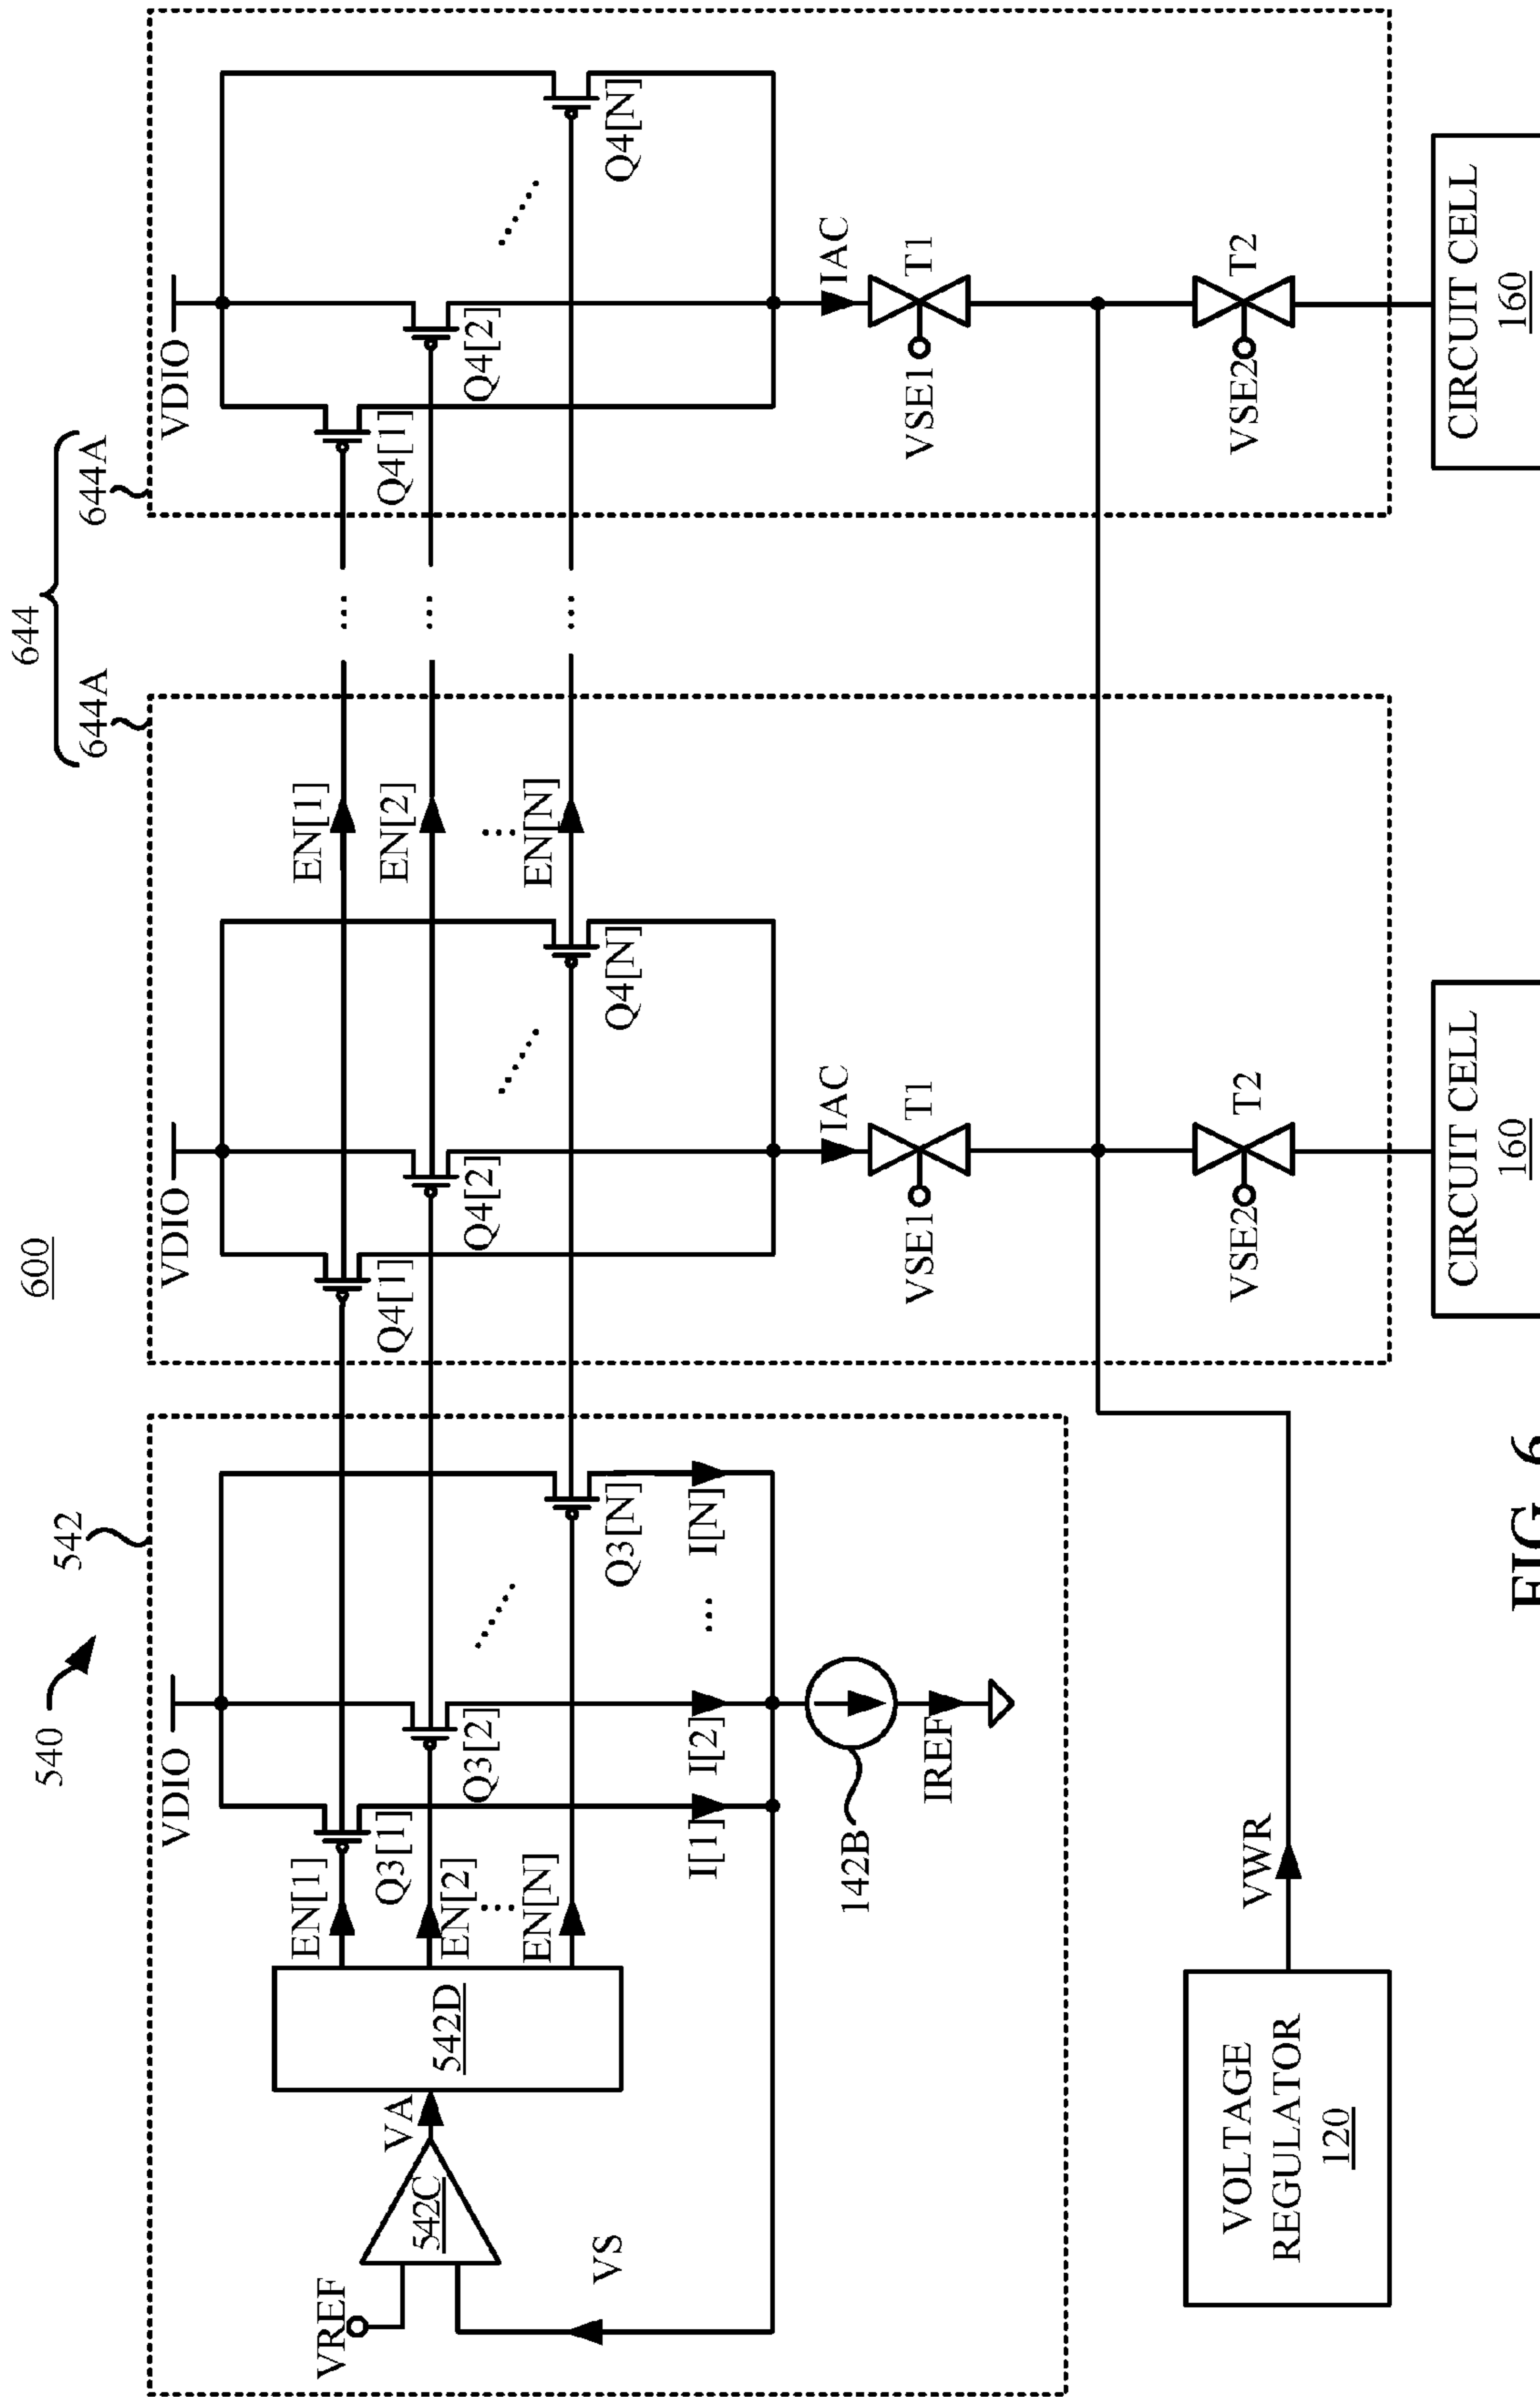 600
540
542
644
644A
644A
VDIO
VDIO
VDIO
VREF
542C
VA
542D
VS
EN[1]
EN[2]
...
EN[N]
Q3[1]
Q3[2]
Q3[N]
......
I[1]
I[2]
...
I[N]
142B
IREF
Q4[1]
Q4[2]
Q4[N]
......
EN[1]
EN[2]
...
EN[N]
...
...
...
Q4[1]
Q4[2]
Q4[N]
......
IAC
IAC
VSE1
T1
VSE1
T1
VSE2
T2
VSE2
T2
VOLTAGE
REGULATOR
120
VWR
CIRCUIT CELL
160
CIRCUIT CELL
160
FIG. 6